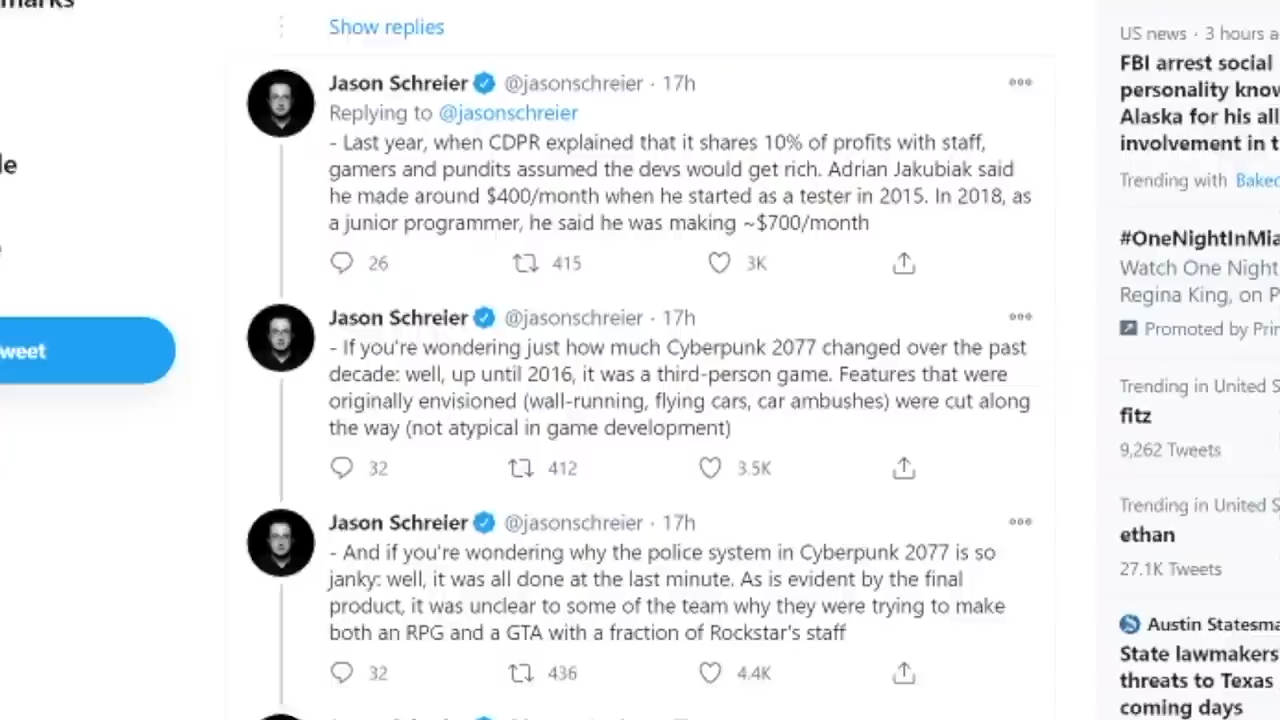 Show replies
Jason Schreier @jasonschreier · 17h
Replying to @jasonschreier
- Last year, when CDPR explained that it shares 10% of profits with staff,
gamers and pundits assumed the devs would get rich. Adrian Jakubiak said
he made around $400/month when he started as a tester in 2015. In 2018, as
a junior programmer, he said he was making ~$700/month
26 415 3K
Jason Schreier @jasonschreier · 17h
- If you're wondering just how much Cyberpunk 2077 changed over the past
decade: well, up until 2016, it was a third-person game. Features that were
originally envisioned (wall-running, flying cars, car ambushes) were cut along
the way (not atypical in game development)
32 412 3.5K
Jason Schreier @jasonschreier · 17h
- And if you're wondering why the police system in Cyberpunk 2077 is so
janky: well, it was all done at the last minute. As is evident by the final
product, it was unclear to some of the team why they were trying to make
both an RPG and a GTA with a fraction of Rockstar's staff
32 436 4.4K
weet
US news · 3 hours a
FBI arrest social
personality know
Alaska for his all
involvement in t
Trending with Baked
#OneNightInMia
Watch One Night
Regina King, on P
Promoted by Prin
Trending in United S
fitz
9,262 Tweets
Trending in United S
ethan
27.1K Tweets
Austin Statesma
State lawmakers
threats to Texas
coming days